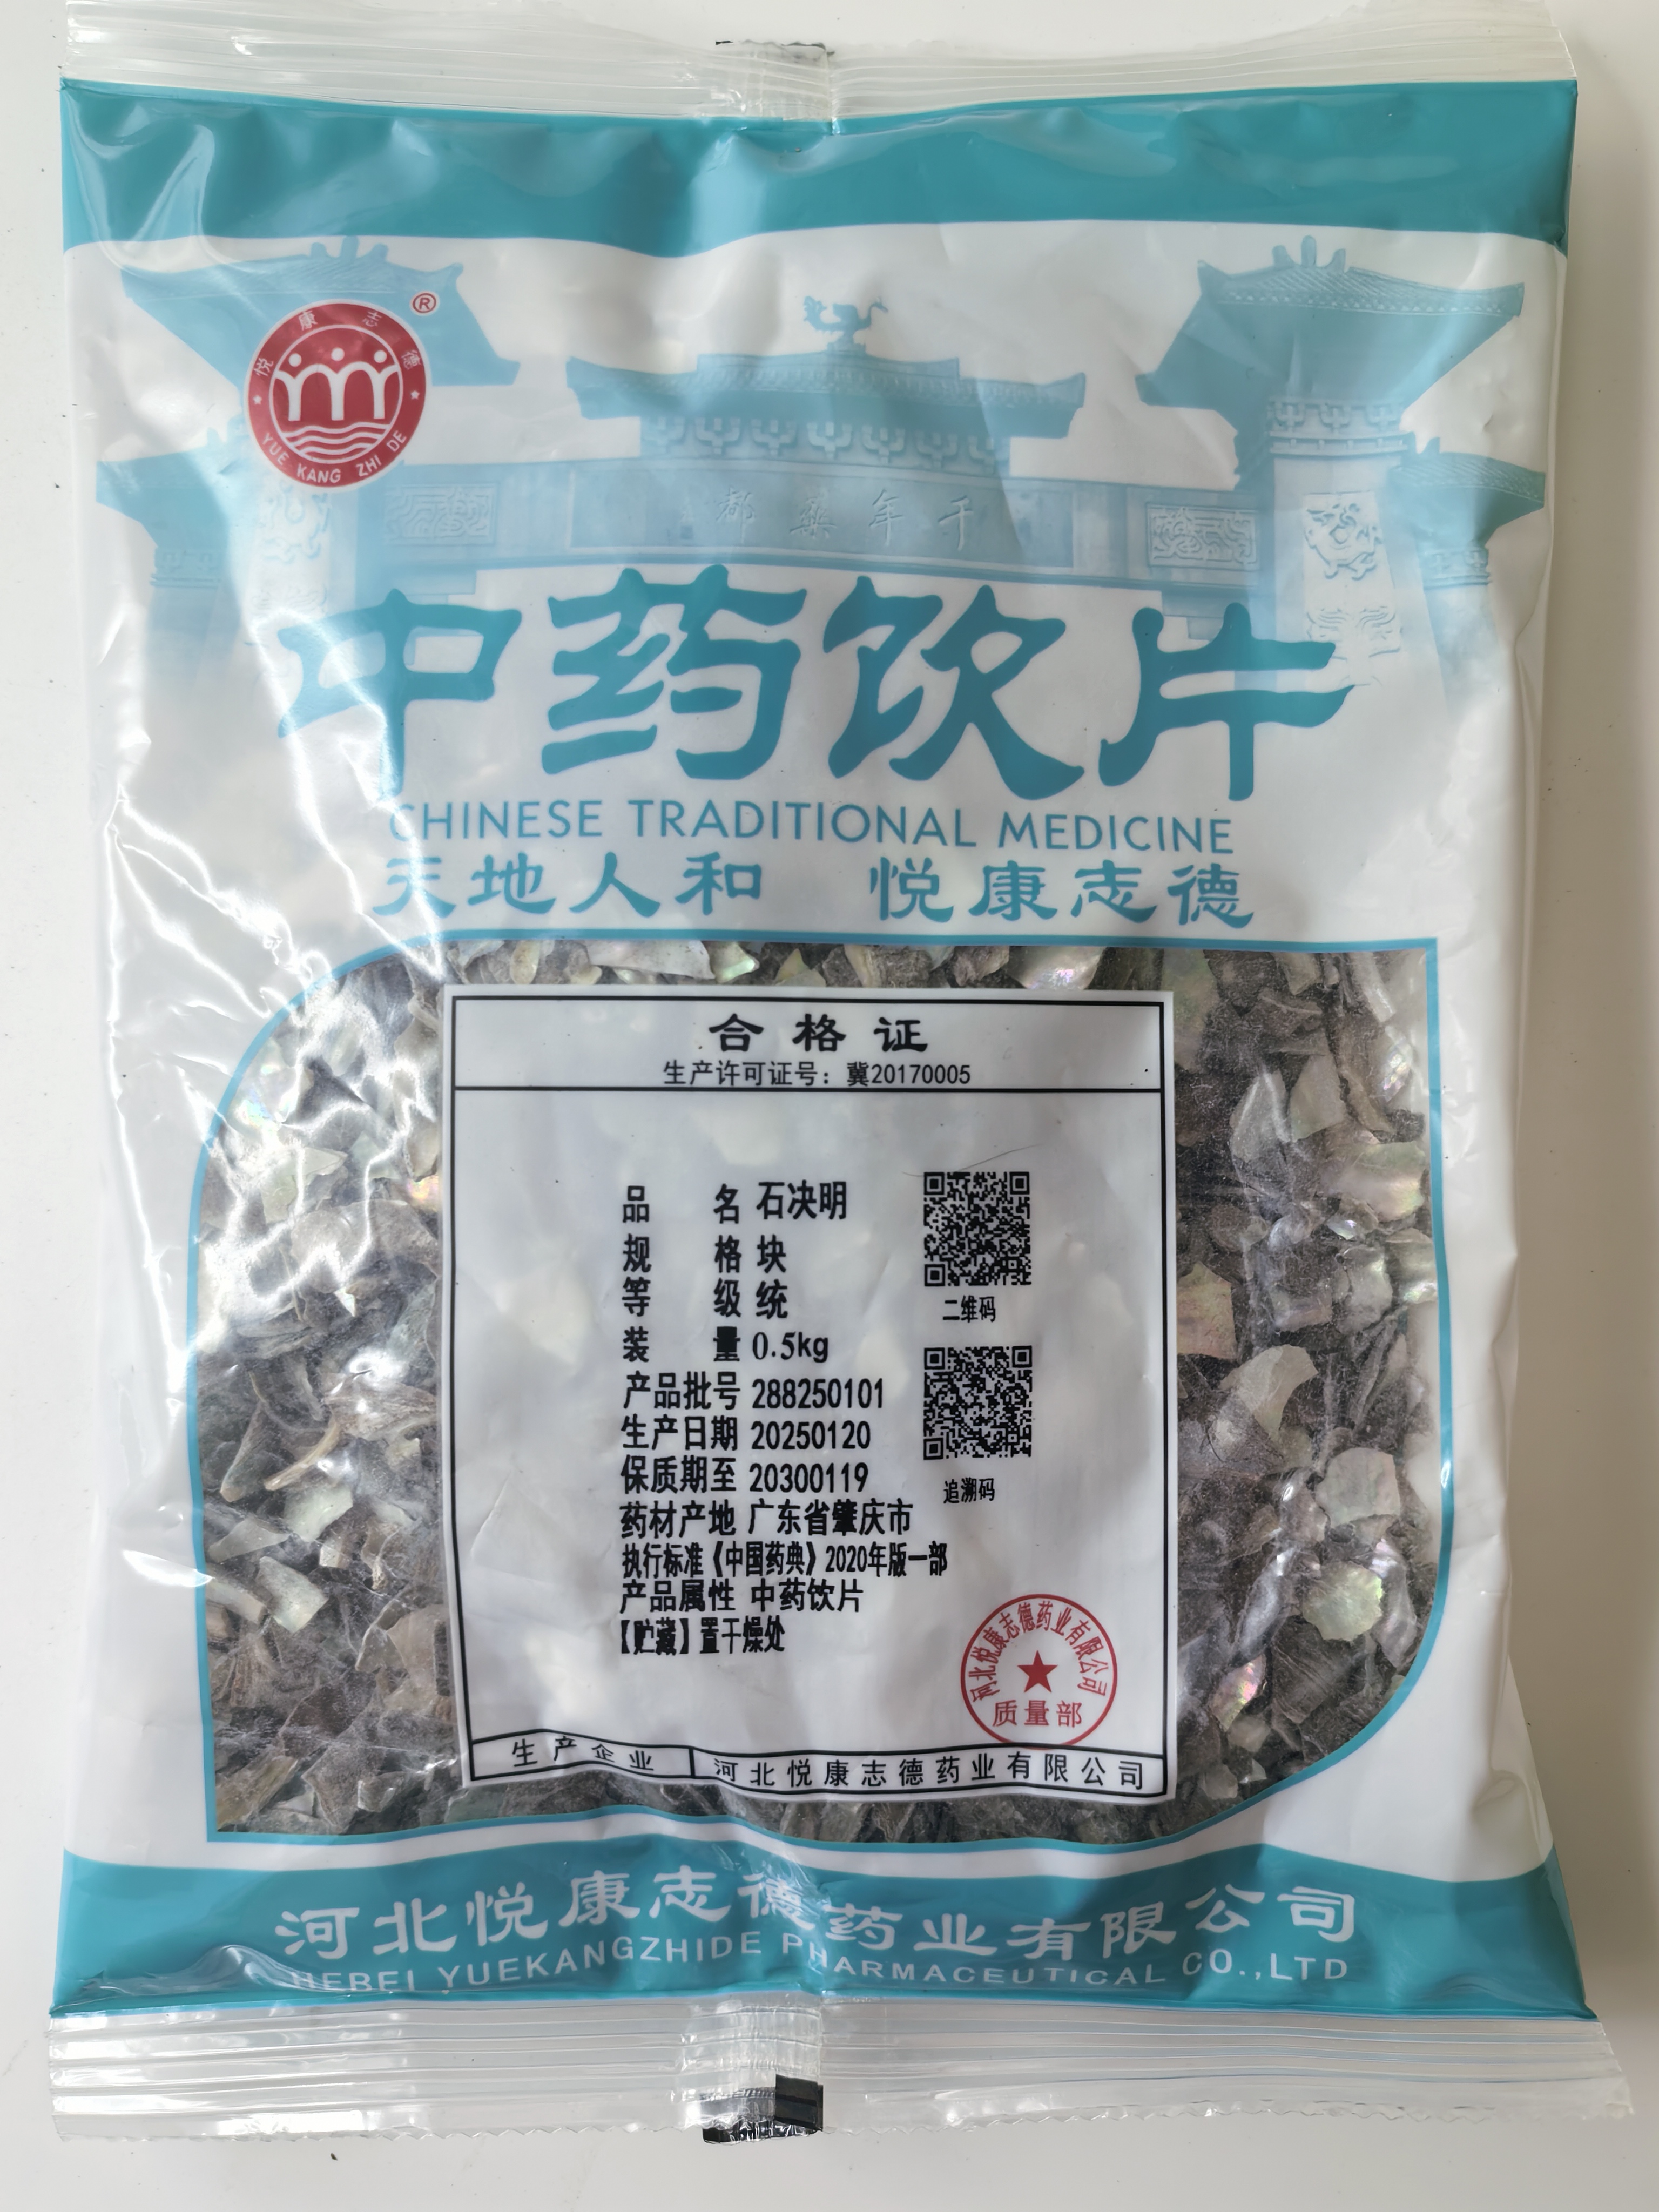 悦康志德
YUE KANG ZHI DE
®
都藥年千
中药饮片
CHINESE TRADITIONAL MEDICINE
天地人和 悦康志德
合格证
生产许可证号：冀20170005
品名 石决明
规格 块
等级 统
装量 0.5kg
产品批号 288250101
生产日期 20250120
保质期至 20300119
药材产地 广东省肇庆市
执行标准《中国药典》2020年版一部
产品属性 中药饮片
【贮藏】置干燥处
二维码
追溯码
河北悦康志德药业有限公司
质量部
生产企业 河北悦康志德药业有限公司
河北悦康志德药业有限公司
HEBEI YUEKANGZHIDE PHARMACEUTICAL CO.,LTD